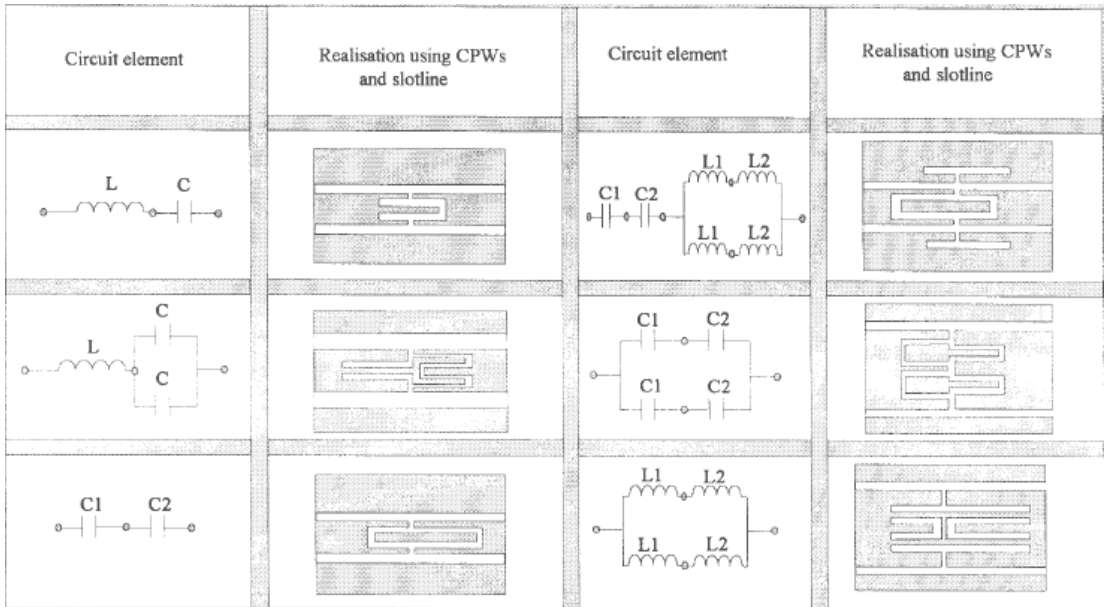 Circuit element
Realisation using CPWs
and slotline
Circuit element
Realisation using CPWs
and slotline
L C
L1 L2
C1 C2
L1 L2
C
L
C
C1 C2
C1 C2
C1 C2
L1 L2
L1 L2